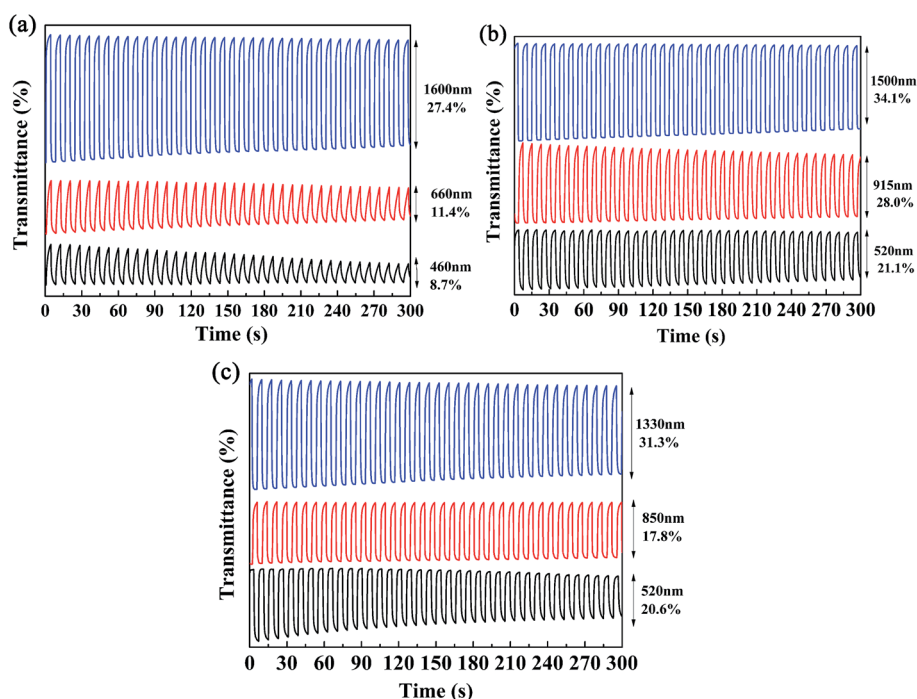 (a)
Transmittance (%)
1600nm
27.4%
660nm
11.4%
460nm
8.7%
0 30 60 90 120 150 180 210 240 270 300
Time (s)
(b)
Transmittance (%)
1500nm
34.1%
915nm
28.0%
520nm
21.1%
0 30 60 90 120 150 180 210 240 270 300
Time (s)
(c)
Transmittance (%)
1330nm
31.3%
850nm
17.8%
520nm
20.6%
0 30 60 90 120 150 180 210 240 270 300
Time (s)